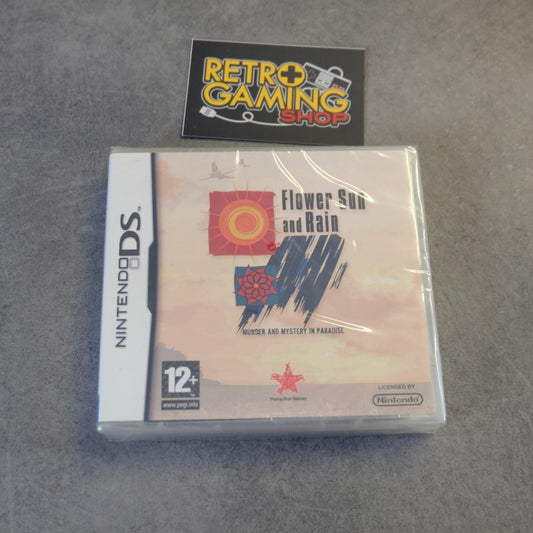 RETRO
GAMING
SHOP
NINTENDO DS
Flower Sun
and Rain
MURDER AND MYSTERY IN PARADISE
12+
www.pegi.info
Rising Star Games
LICENSED BY
Nintendo